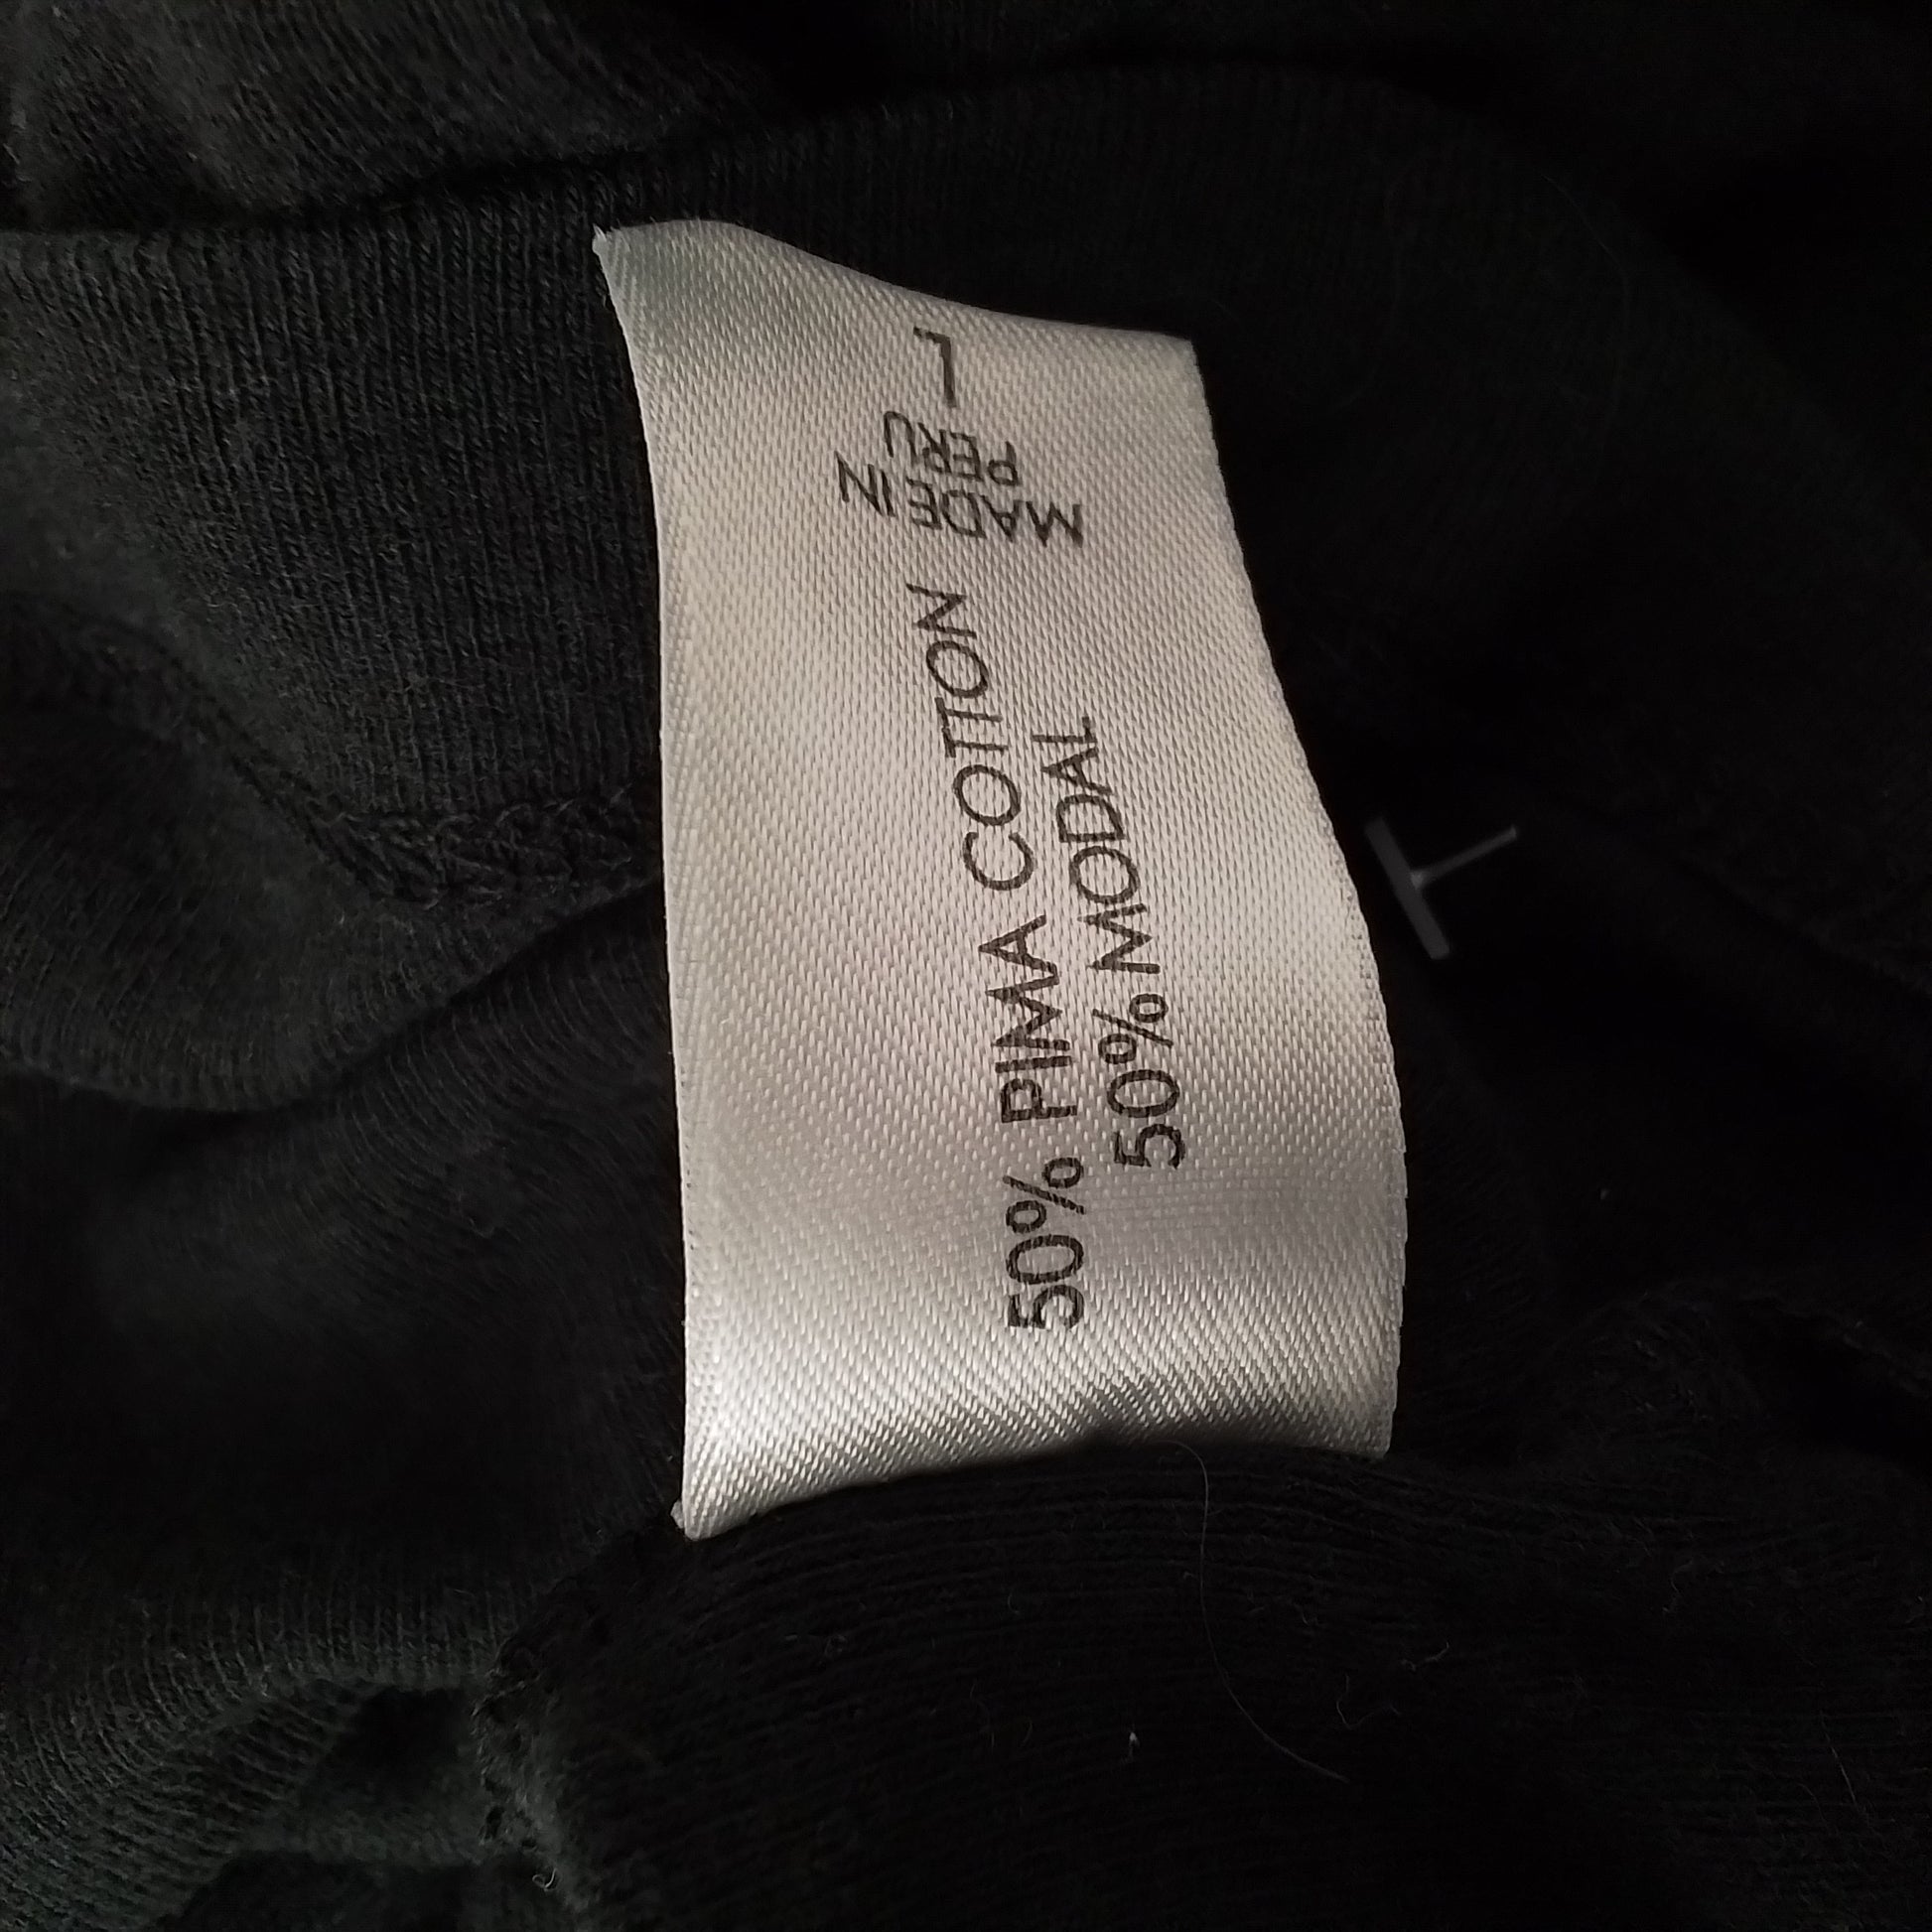 50% PIMA COTTON
50% MODAL
MADE IN
PERU
L